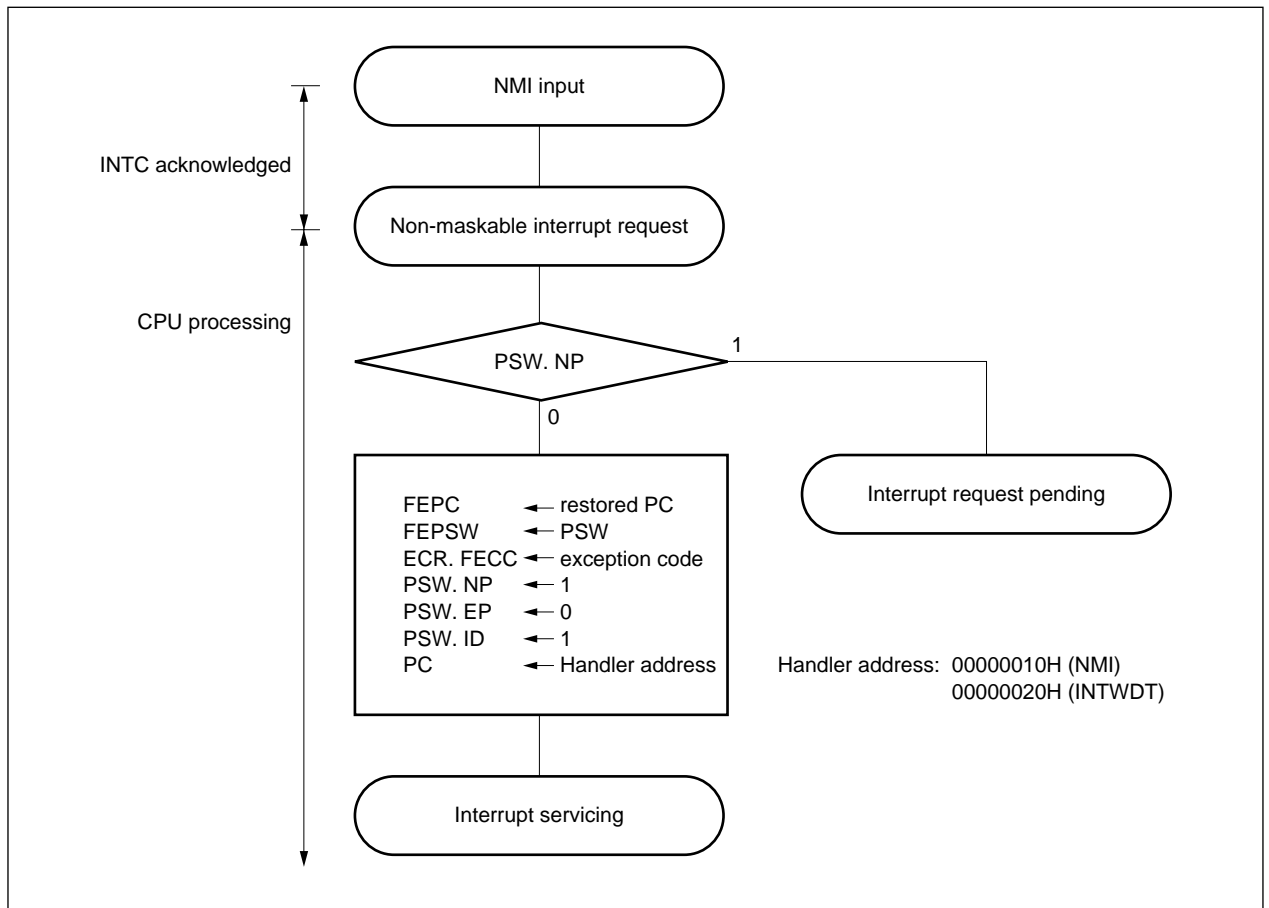 NMI input
INTC acknowledged
Non-maskable interrupt request
CPU processing
PSW. NP
1
0
FEPC ← restored PC
FEPSW ← PSW
ECR. FECC ← exception code
PSW. NP ← 1
PSW. EP ← 0
PSW. ID ← 1
PC ← Handler address
Interrupt request pending
Handler address: 00000010H (NMI)
00000020H (INTWDT)
Interrupt servicing